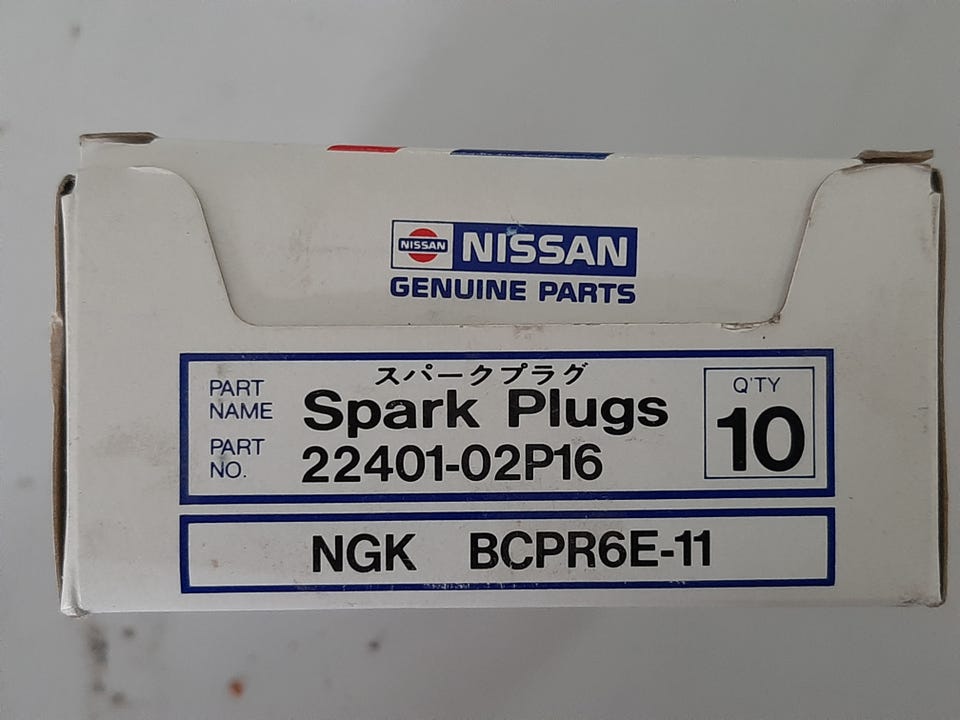 NISSAN NISSAN
GENUINE PARTS
スパークプラグ
PART NAME Spark Plugs
PART NO. 22401-02P16
Q'TY
10
NGK BCPR6E-11